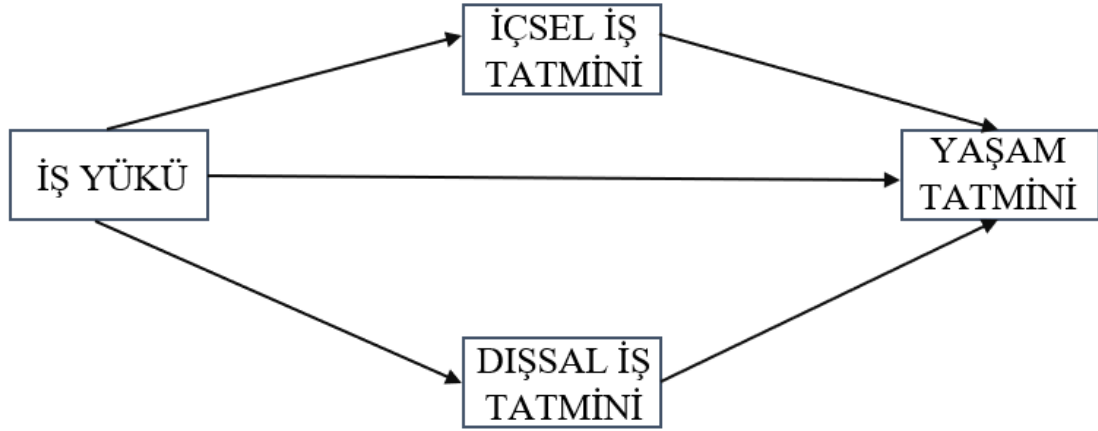 İÇSEL İŞ
TATMİNİ
İŞ YÜKÜ
YAŞAM
TATMİNİ
DIŞSAL İŞ
TATMİNİ